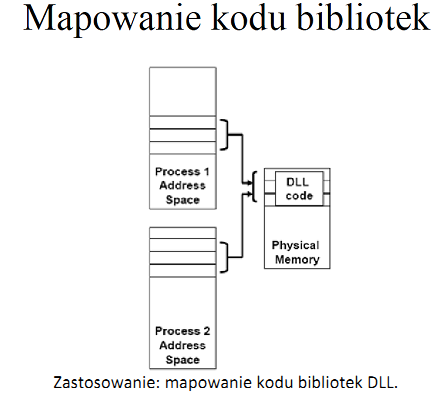 Mapowanie kodu bibliotek
Process 1
Address
Space
DLL
code
Physical
Memory
Process 2
Address
Space
Zastosowanie: mapowanie kodu bibliotek DLL.